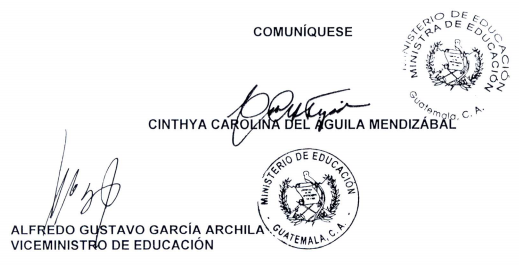 COMUNÍQUESE
MINISTERIO DE EDUCACIÓN
MINISTRA DE EDUCACIÓN
Guatemala, C. A.
CINTHYA CAROLINA DEL ÁGUILA MENDIZÁBAL
MINISTERIO DE EDUCACIÓN
GUATEMALA, C. A.
ALFREDO GUSTAVO GARCÍA ARCHILA
VICEMINISTRO DE EDUCACIÓN